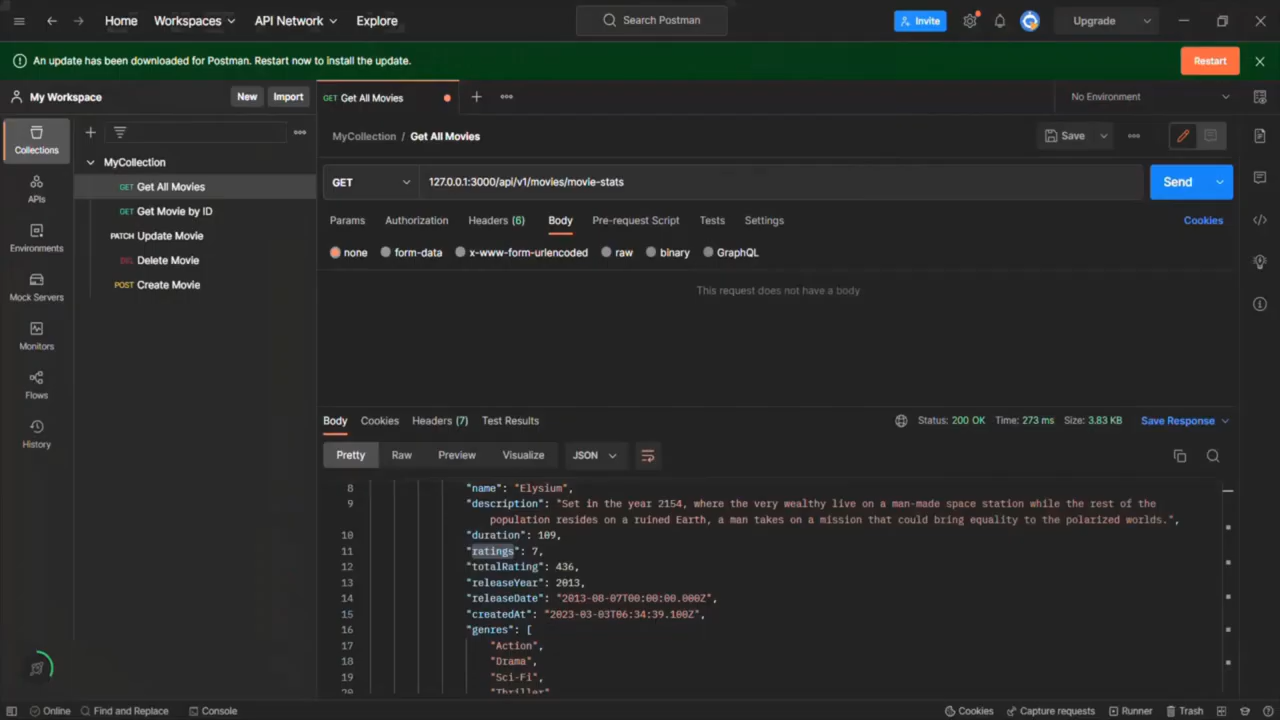 Home Workspaces API Network Explore Search Postman Invite Upgrade
An update has been downloaded for Postman. Restart now to install the update. Restart
My Workspace New Import GET Get All Movies No Environment
MyCollection / Get All Movies Save
Collections
APIs
Environments
Mock Servers
Monitors
Flows
History
MyCollection
GET Get All Movies
GET Get Movie by ID
PATCH Update Movie
DEL Delete Movie
POST Create Movie
GET 127.0.0.1:3000/api/v1/movies/movie-stats Send
Params Authorization Headers (6) Body Pre-request Script Tests Settings Cookies
none form-data x-www-form-urlencoded raw binary GraphQL
This request does not have a body
Body Cookies Headers (7) Test Results Status: 200 OK Time: 273 ms Size: 3.83 KB Save Response
Pretty Raw Preview Visualize JSON
8 "name": "Elysium",
9 "description": "Set in the year 2154, where the very wealthy live on a man-made space station while the rest of the
population resides on a ruined Earth, a man takes on a mission that could bring equality to the polarized worlds.",
10 "duration": 109,
11 "ratings": 7,
12 "totalRating": 436,
13 "releaseYear": 2013,
14 "releaseDate": "2013-08-07T00:00:00.000Z",
15 "createdAt": "2023-03-03T06:34:39.100Z",
16 "genres": [
17 "Action",
18 "Drama",
19 "Sci-Fi",
20 "Thriller"
Online Find and Replace Console Cookies Capture requests Runner Trash